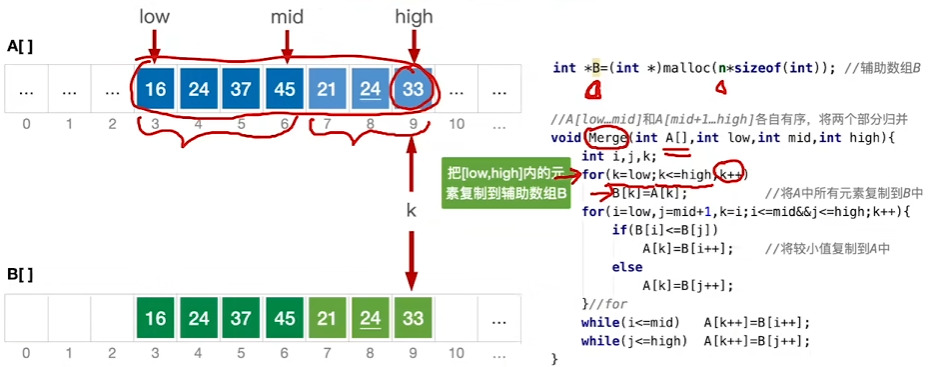 low mid high
A[ ]
... ... ... 16 24 37 45 21 24 33 ... ...
0 1 2 3 4 5 6 7 8 9 10
k
B[ ]
16 24 37 45 21 24 33 ...
0 1 2 3 4 5 6 7 8 9 10 ...
把[low,high]内的元
素复制到辅助数组B
int *B=(int *)malloc(n*sizeof(int)); //辅助数组B
//A[low…mid]和A[mid+1…high]各自有序，将两个部分归并
void Merge(int A[],int low,int mid,int high){
int i,j,k;
for(k=low;k<=high;k++)
B[k]=A[k]; //将A中所有元素复制到B中
for(i=low,j=mid+1,k=i;i<=mid&&j<=high;k++){
if(B[i]<=B[j])
A[k]=B[i++]; //将较小值复制到A中
else
A[k]=B[j++];
}//for
while(i<=mid) A[k++]=B[i++];
while(j<=high) A[k++]=B[j++];
}